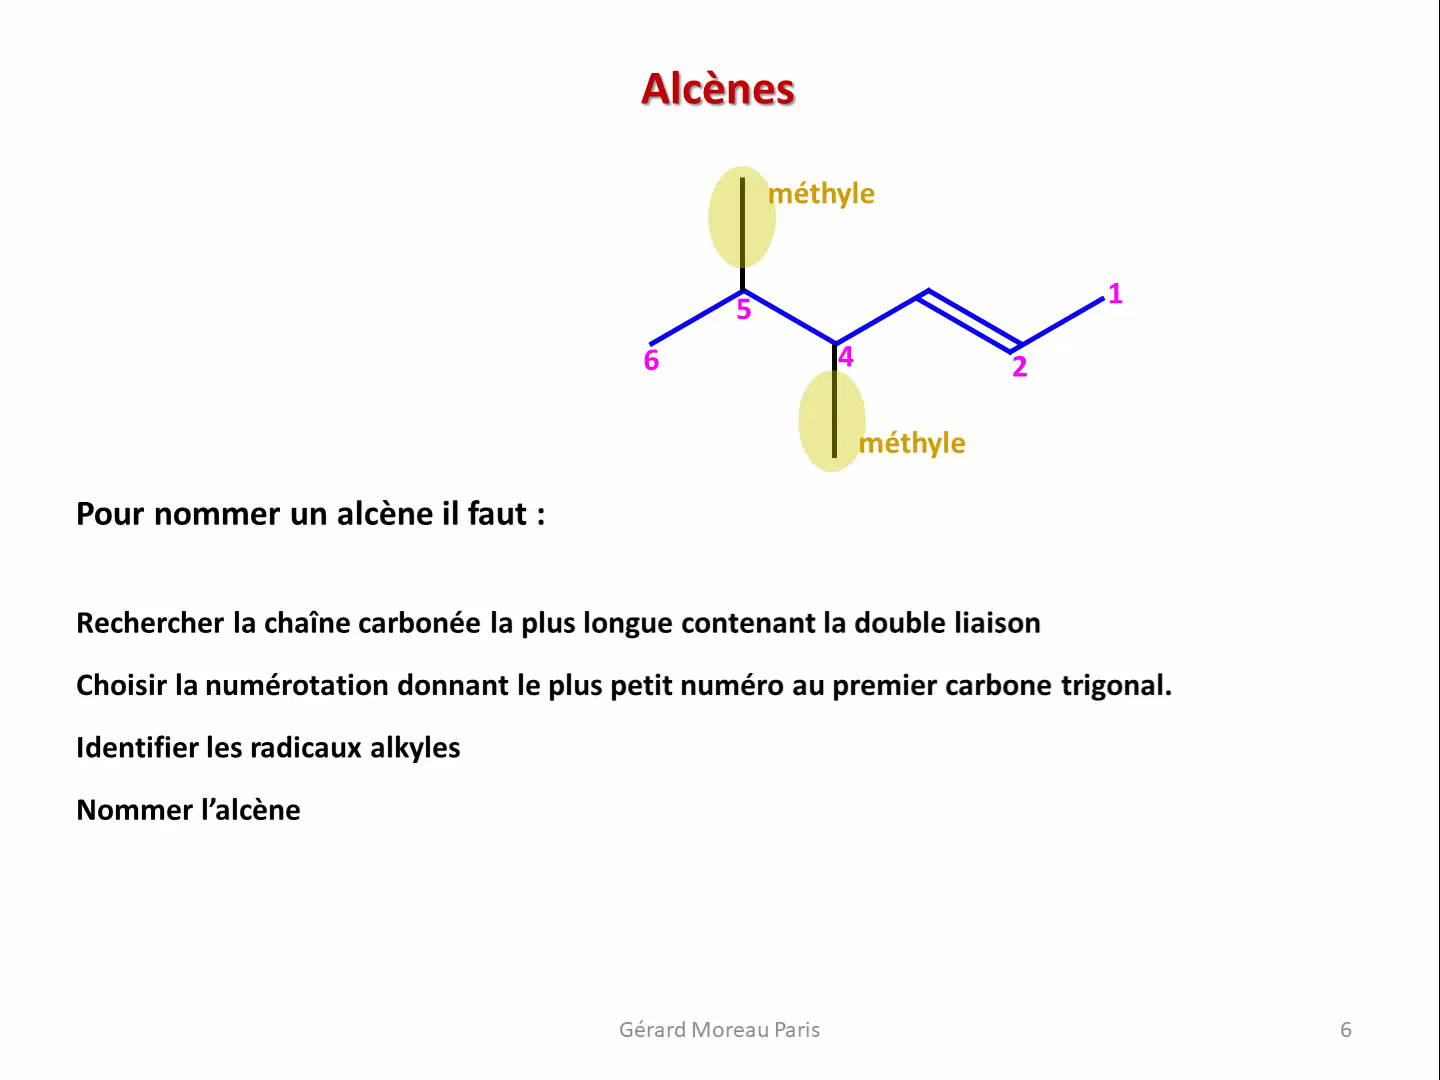 Alcènes
méthyle
1
5
4
6
2
méthyle
Pour nommer un alcène il faut :
Rechercher la chaîne carbonée la plus longue contenant la double liaison
Choisir la numérotation donnant le plus petit numéro au premier carbone trigonal.
Identifier les radicaux alkyles
Nommer l’alcène
Gérard Moreau Paris
6